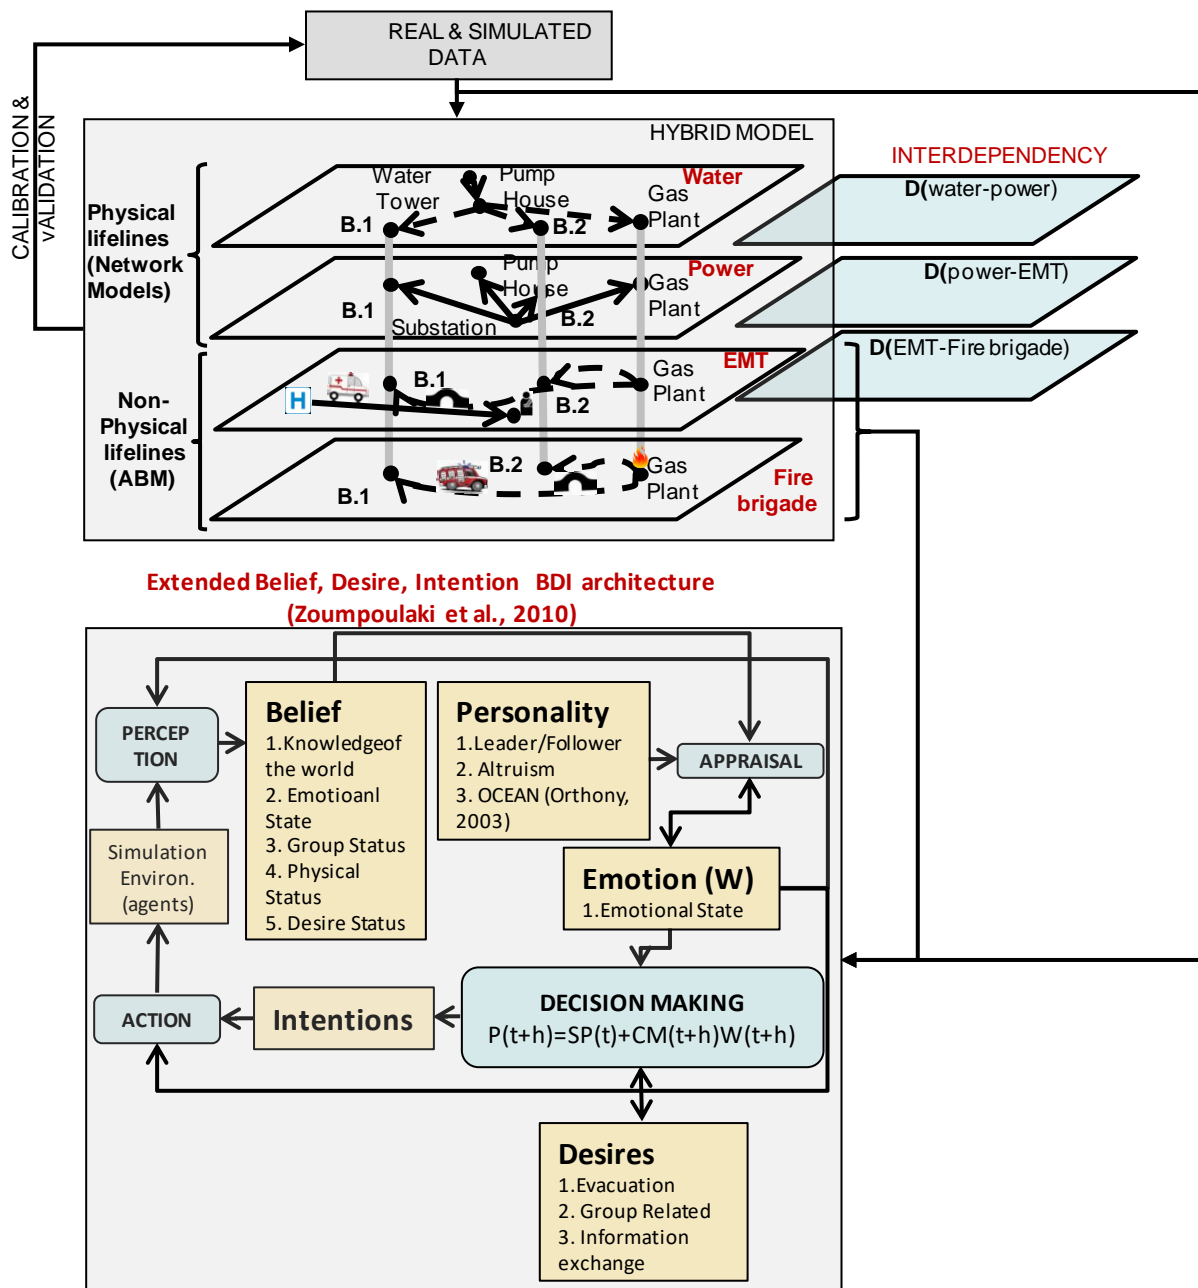 REAL & SIMULATED
DATA
CALIBRATION &
vALIDATION
HYBRID MODEL
INTERDEPENDENCY
Physical
lifelines
(Network
Models)
Water
Tower
Pump
House
Water
Gas
Plant
B.1
B.2
D(water-power)
Power
Pump
House
Gas
Plant
B.1
Substation
B.2
D(power-EMT)
Non-
Physical
lifelines
(ABM)
EMT
B.1
Gas
Plant
H
B.2
D(EMT-Fire brigade)
B.2
Gas
Plant
B.1
Fire
brigade
Extended Belief, Desire, Intention BDI architecture
(Zoumpoulaki et al., 2010)
PERCEP
TION
Belief
1.Knowledgeof
the world
2. Emotioanl
State
3. Group Status
4. Physical
Status
5. Desire Status
Personality
1.Leader/Follower
2. Altruism
3. OCEAN (Orthony,
2003)
APPRAISAL
Simulation
Environ.
(agents)
Emotion (W)
1.Emotional State
ACTION
Intentions
DECISION MAKING
P(t+h)=SP(t)+CM(t+h)W(t+h)
Desires
1.Evacuation
2. Group Related
3. Information
exchange